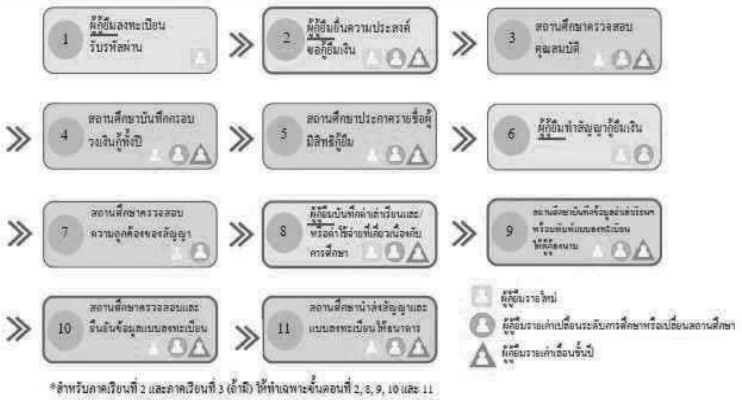 1
ผู้กู้ยืมลงทะเบียน
รับรหัสผ่าน
2
ผู้กู้ยืมยื่นความประสงค์
ขอกู้ยืมเงิน
3
สถานศึกษาตรวจสอบ
คุณสมบัติ
4
สถานศึกษาบันทึกกรอบ
วงเงินกู้ทั้งปี
5
สถานศึกษาประกาศรายชื่อผู้
มีสิทธิกู้ยืม
6
ผู้กู้ยืมทำสัญญากู้ยืมเงิน
7
สถานศึกษาตรวจสอบ
ความถูกต้องของสัญญา
8
ผู้กู้ยืมบันทึกค่าเล่าเรียนและ/
หรือค่าใช้จ่ายที่เกี่ยวเนื่องกับ
การศึกษา
9
สถานศึกษาบันทึกข้อมูลค่าเล่าเรียนฯ
พร้อมพิมพ์แบบลงทะเบียน
ให้ผู้กู้ลงนาม
10
สถานศึกษาตรวจสอบและ
ยืนยันข้อมูลแบบลงทะเบียน
11
สถานศึกษานำส่งสัญญาและ
แบบลงทะเบียน ให้ธนาคาร
ผู้กู้ยืมรายใหม่
ผู้กู้ยืมรายเก่าเปลี่ยนระดับการศึกษาหรือเปลี่ยนสถานศึกษา
ผู้กู้ยืมรายเก่าเลื่อนชั้นปี
*สำหรับภาคเรียนที่ 2 และภาคเรียนที่ 3 (ถ้ามี) ให้ทำเฉพาะขั้นตอนที่ 2, 8, 9, 10 และ 11